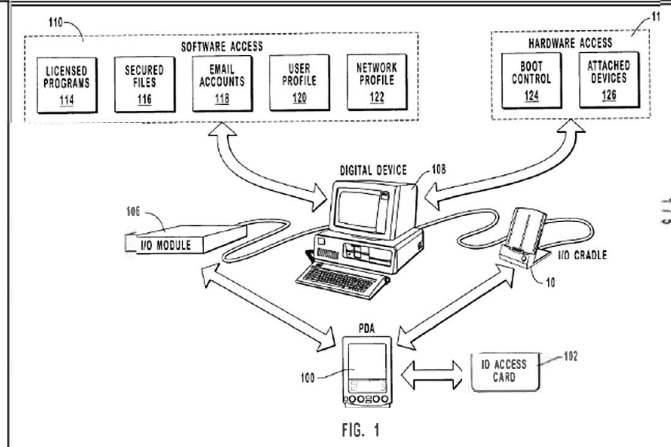 110
SOFTWARE ACCESS
LICENSED PROGRAMS 114
SECURED FILES 116
EMAIL ACCOUNTS 118
USER PROFILE 120
NETWORK PROFILE 122
11
HARDWARE ACCESS
BOOT CONTROL 124
ATTACHED DEVICES 126
DIGITAL DEVICE
108
106
I/O MODULE
I/O CRADLE
10
PDA
100
ID ACCESS CARD
102
FIG. 1